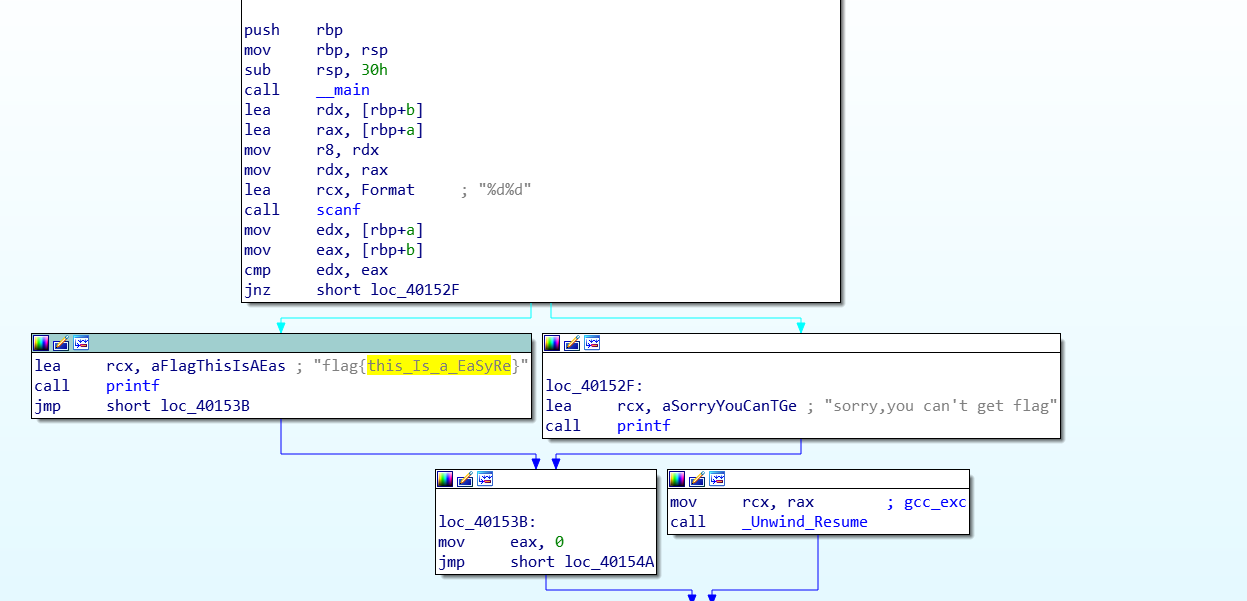 push rbp
mov rbp, rsp
sub rsp, 30h
call __main
lea rdx, [rbp+b]
lea rax, [rbp+a]
mov r8, rdx
mov rdx, rax
lea rcx, Format ; "%d%d"
call scanf
mov edx, [rbp+a]
mov eax, [rbp+b]
cmp edx, eax
jnz short loc_40152F
lea rcx, aFlagThisIsAEas ; "flag{this_Is_a_EaSyRe}"
call printf
jmp short loc_40153B
loc_40152F:
lea rcx, aSorryYouCanTGe ; "sorry,you can't get flag"
call printf
loc_40153B:
mov eax, 0
jmp short loc_40154A
mov rcx, rax ; gcc_exc
call _Unwind_Resume